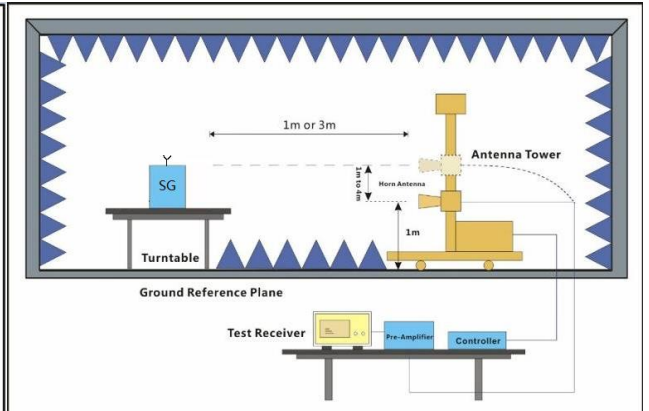 1m or 3m
Antenna Tower
SG
1m to 4m
Horn Antenna
1m
Turntable
Ground Reference Plane
Test Receiver
Pre-Amplifier
Controller